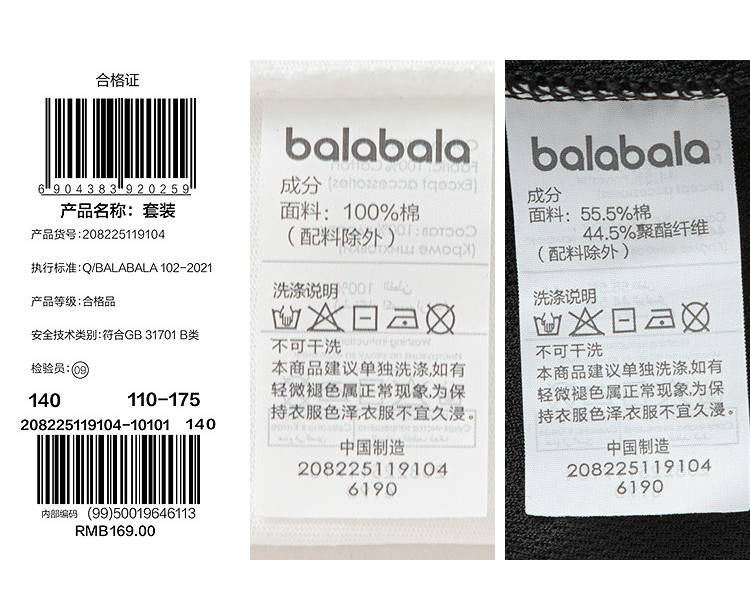 合格证
6 904383 920259
产品名称：套装
产品货号：208225119104
执行标准：Q/BALABALA 102-2021
产品等级：合格品
安全技术类别：符合GB 31701 B类
检验员：09
140 110-175
208225119104-10101 140
内部编码 (99)50019646113
RMB169.00
balabala
成分
面料：100%棉
（配料除外）
洗涤说明
不可干洗
本商品建议单独洗涤,如有
轻微褪色属正常现象,为保
持衣服色泽,衣服不宜久浸。
中国制造
208225119104
6190
balabala
成分
面料：55.5%棉
44.5%聚酯纤维
（配料除外）
洗涤说明
不可干洗
本商品建议单独洗涤,如有
轻微褪色属正常现象,为保
持衣服色泽,衣服不宜久浸。
中国制造
208225119104
6190